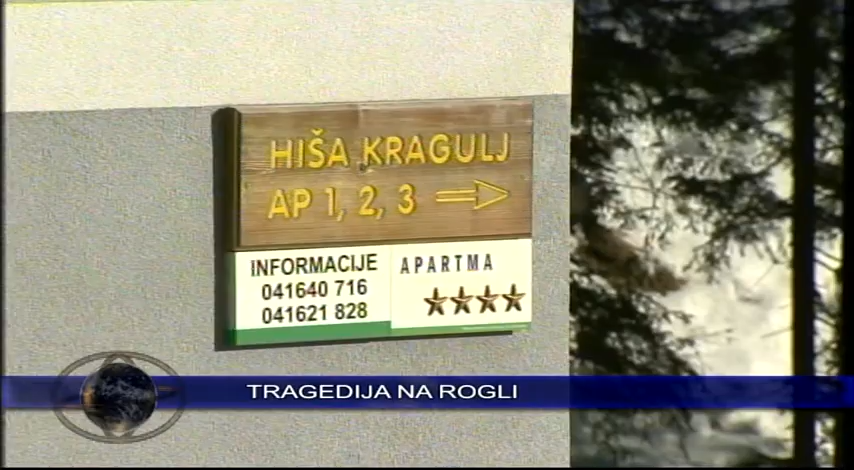 HIŠA KRAGULJ
AP 1, 2, 3
INFORMACIJE
041640 716
041621 828
APARTMA
TRAGEDIJA NA ROGLI